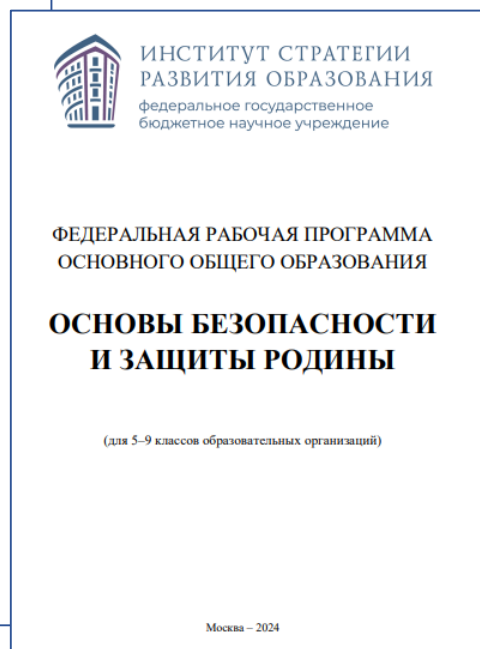 ИНСТИТУТ СТРАТЕГИИ
РАЗВИТИЯ ОБРАЗОВАНИЯ
федеральное государственное
бюджетное научное учреждение
ФЕДЕРАЛЬНАЯ РАБОЧАЯ ПРОГРАММА
ОСНОВНОГО ОБЩЕГО ОБРАЗОВАНИЯ
ОСНОВЫ БЕЗОПАСНОСТИ
И ЗАЩИТЫ РОДИНЫ
(для 5–9 классов образовательных организаций)
Москва – 2024